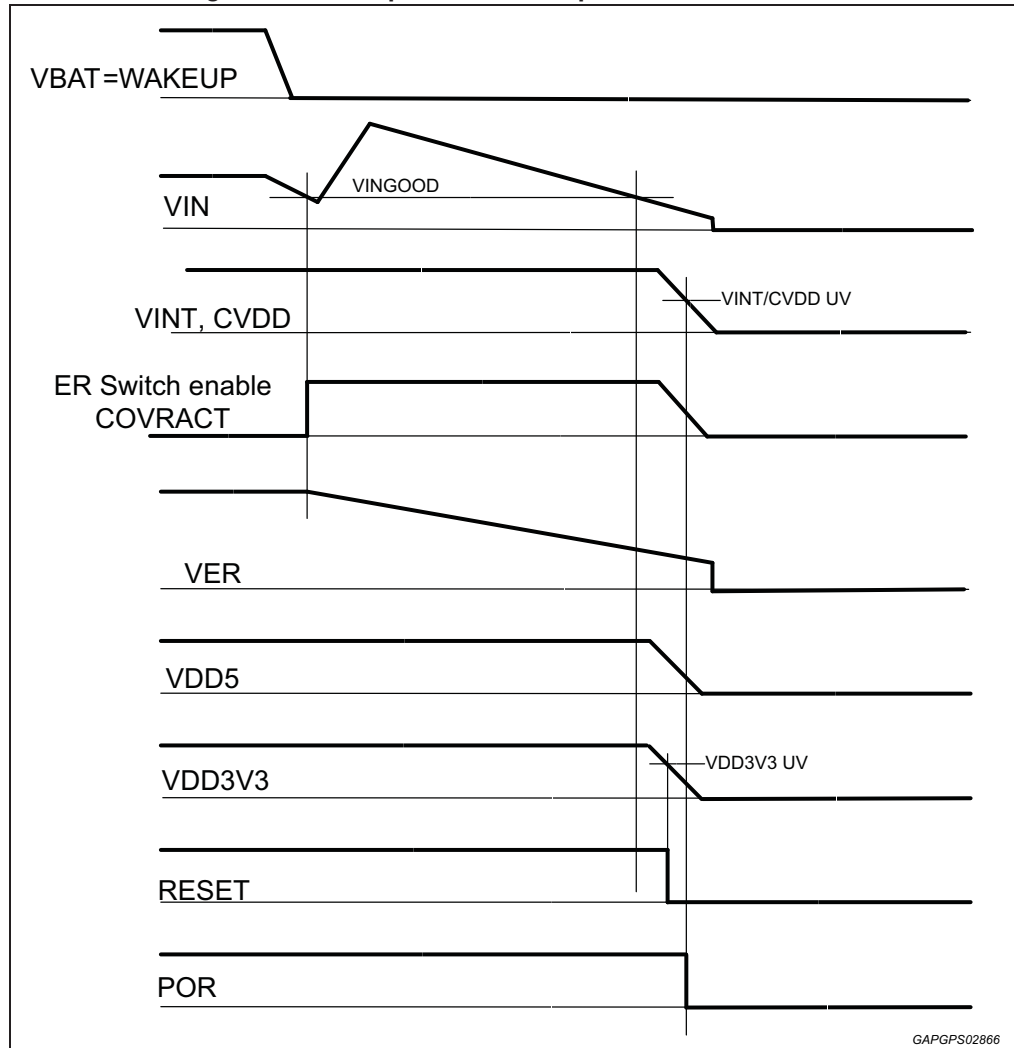 VBAT=WAKEUP
VINGOOD
VIN
VINT/CVDD UV
VINT, CVDD
ER Switch enable
COVRACT
VER
VDD5
VDD3V3 UV
VDD3V3
RESET
POR
GAPGPS02866